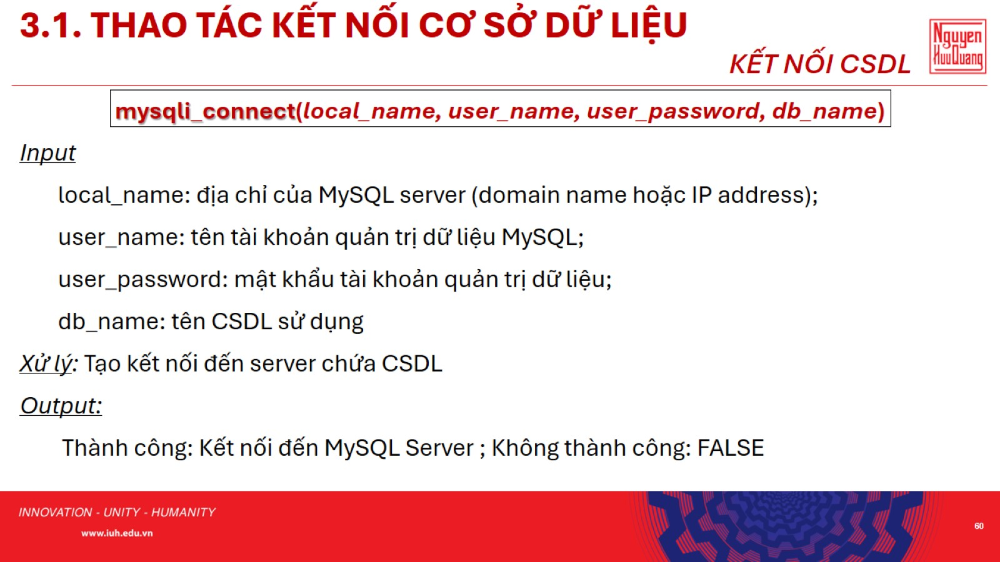 3.1. THAO TÁC KẾT NỐI CƠ SỞ DỮ LIỆU
KẾT NỐI CSDL
Nguyen
HuuQuang
mysqli_connect(local_name, user_name, user_password, db_name)
Input
local_name: địa chỉ của MySQL server (domain name hoặc IP address);
user_name: tên tài khoản quản trị dữ liệu MySQL;
user_password: mật khẩu tài khoản quản trị dữ liệu;
db_name: tên CSDL sử dụng
Xử lý: Tạo kết nối đến server chứa CSDL
Output:
Thành công: Kết nối đến MySQL Server ; Không thành công: FALSE
INNOVATION - UNITY - HUMANITY
www.iuh.edu.vn
60